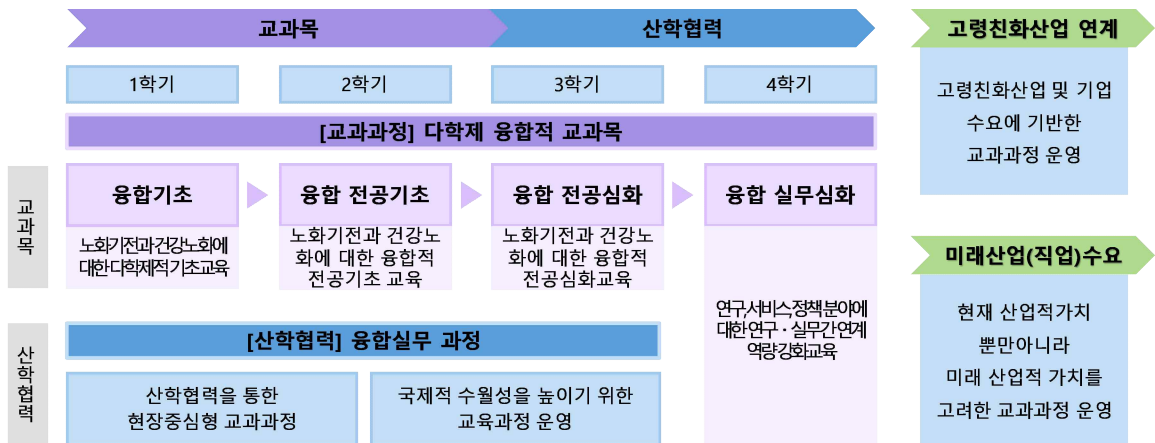 교과목
산학협력
1학기
2학기
3학기
4학기
[교과과정] 다학제 융합적 교과목
교과목
융합기초
노화기전과 건강노화에
대한 다학제적 기초교육
융합 전공기초
노화기전과 건강노
화에 대한 융합적
전공기초 교육
융합 전공심화
노화기전과 건강노
화에 대한 융합적
전공심화교육
융합 실무심화
연구,서비스,정책 분야에
대한 연구・실무간 연계
역량 강화교육
산학협력
[산학협력] 융합실무 과정
산학협력을 통한
현장중심형 교과과정
국제적 수월성을 높이기 위한
교육과정 운영
고령친화산업 연계
고령친화산업 및 기업
수요에 기반한
교과과정 운영
미래산업(직업)수요
현재 산업적가치
뿐만아니라
미래 산업적 가치를
고려한 교과과정 운영